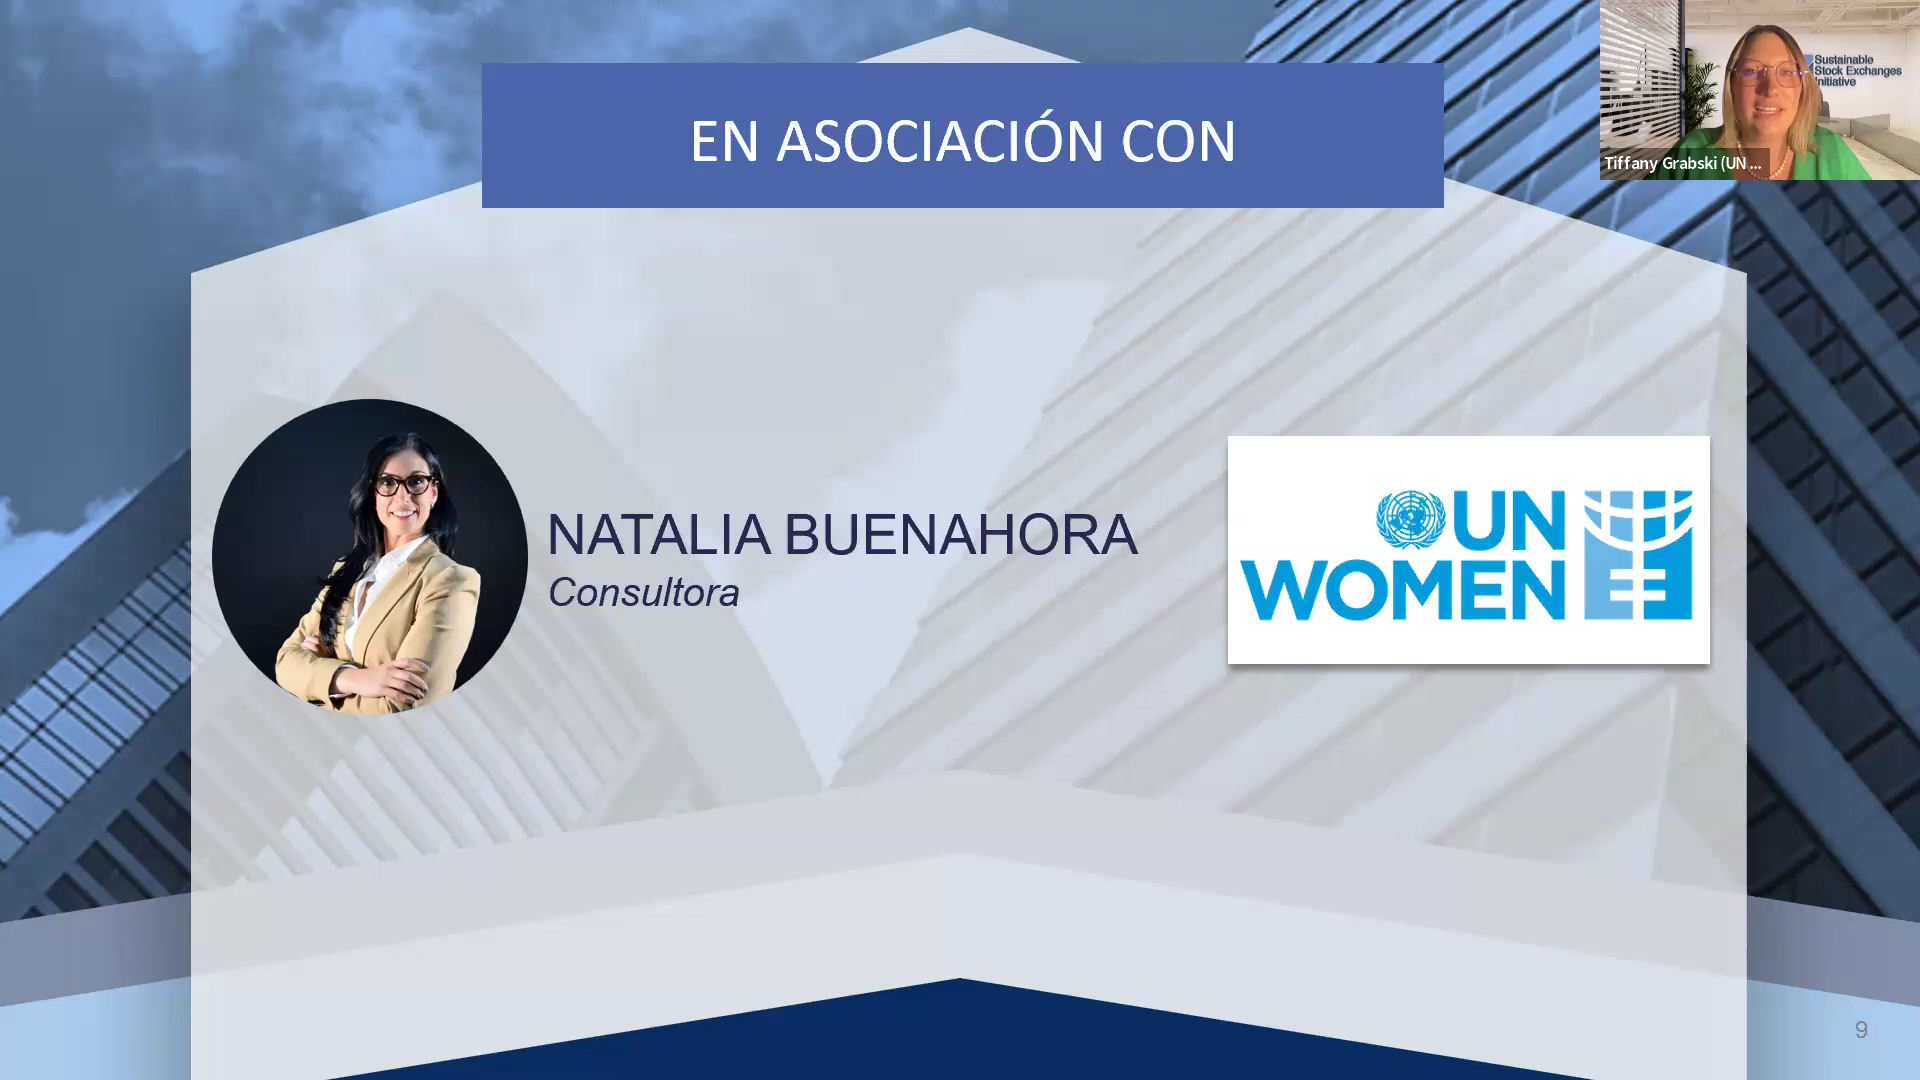 EN ASOCIACIÓN CON
Sustainable
Stock Exchanges
Initiative
Tiffany Grabski (UN ...
NATALIA BUENAHORA
Consultora
UN
WOMEN
9